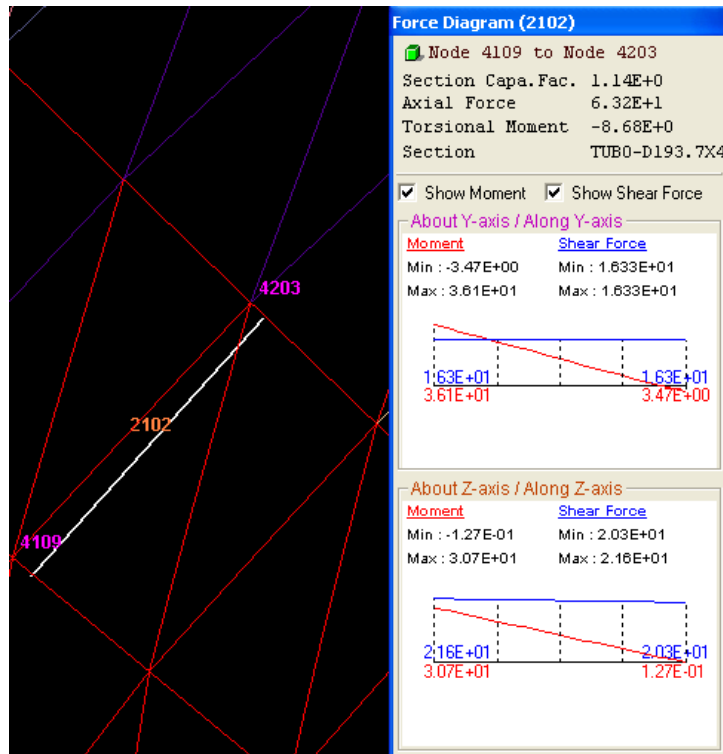 4203
2102
4109
Force Diagram (2102)
Node 4109 to Node 4203
Section Capa.Fac. 1.14E+0
Axial Force 6.32E+1
Torsional Moment -8.68E+0
Section TUBO-D193.7X4
Show Moment Show Shear Force
About Y-axis / Along Y-axis
Moment Shear Force
Min : -3.47E+00 Min : 1.633E+01
Max : 3.61E+01 Max : 1.633E+01
1.63E+01 1.63E+01
3.61E+01 3.47E+00
About Z-axis / Along Z-axis
Moment Shear Force
Min : -1.27E-01 Min : 2.03E+01
Max : 3.07E+01 Max : 2.16E+01
2.16E+01 2.03E+01
3.07E+01 1.27E-01